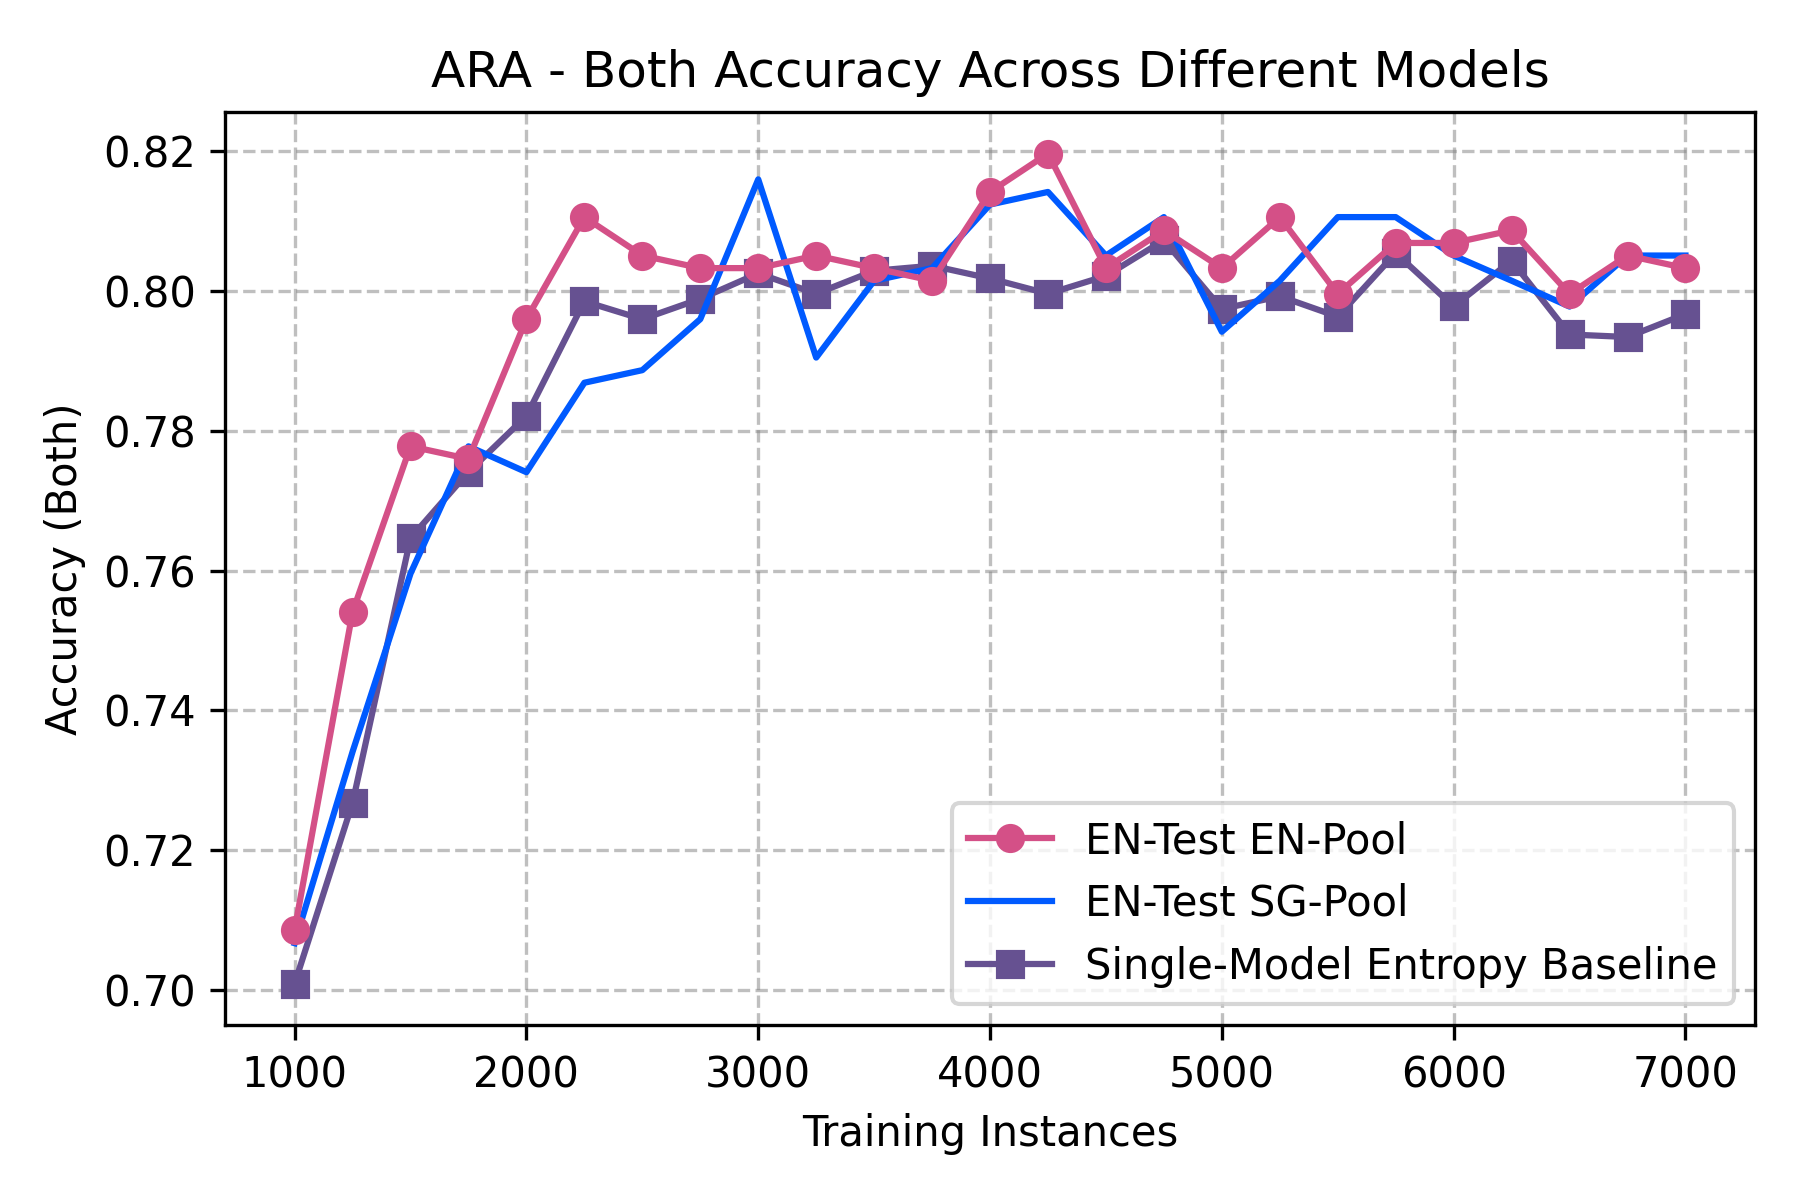 ARA - Both Accuracy Across Different Models
Accuracy (Both)
0.82
0.80
0.78
0.76
0.74
0.72
0.70
EN-Test EN-Pool
EN-Test SG-Pool
Single-Model Entropy Baseline
1000 2000 3000 4000 5000 6000 7000
Training Instances